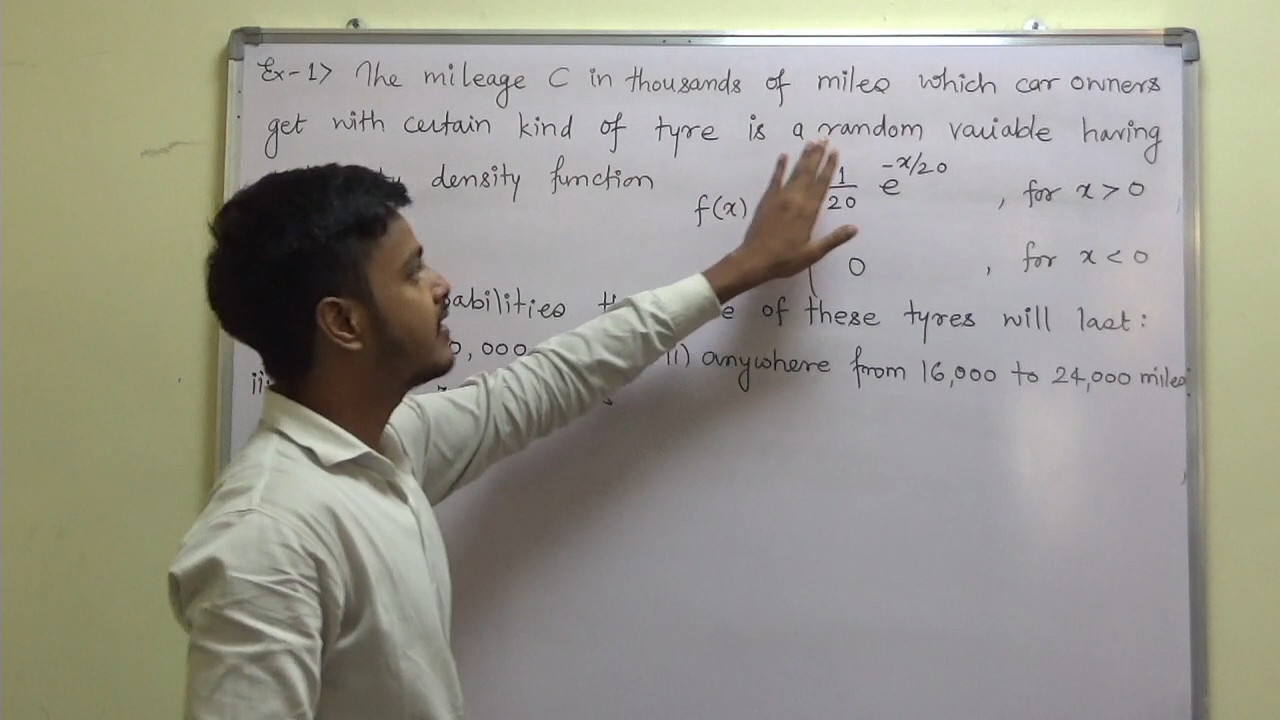 Ex-1> The mileage C in thousands of miles which car owners
get with certain kind of tyre is a random variable having
density function f(x) 1/20 e^-x/20 , for x > 0
0 , for x < 0
of these tyres will last:
0,000 ii) anywhere from 16,000 to 24,000 miles